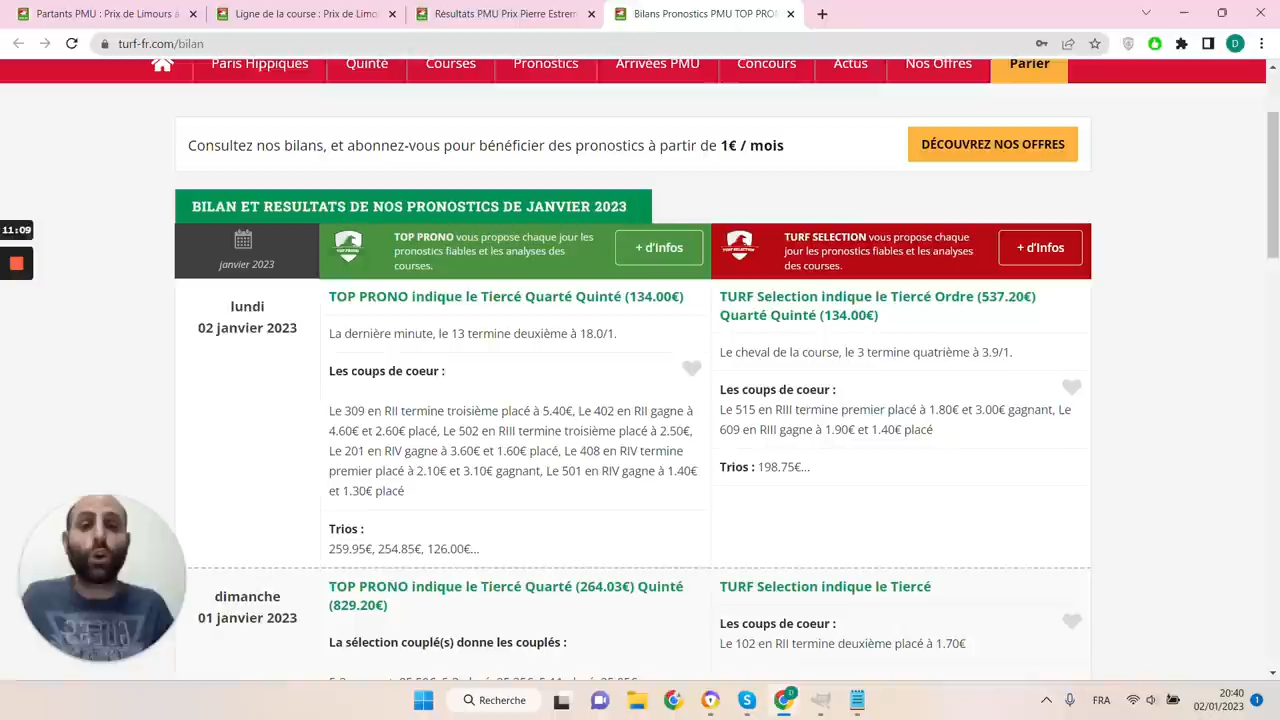 Partants PMU : Prix de Limours
Ligne de la course : Prix de Limo
Résultats PMU Prix Pierre Estrem
Bilans Pronostics PMU TOP PRON
turf-fr.com/bilan
D
Paris Hippiques
Quinté
Courses
Pronostics
Arrivées PMU
Concours
Actus
Nos Offres
Parier
Consultez nos bilans, et abonnez-vous pour bénéficier des pronostics à partir de 1€ / mois
DÉCOUVREZ NOS OFFRES
BILAN ET RESULTATS DE NOS PRONOSTICS DE JANVIER 2023
11:09
janvier 2023
TOP PRONO
TOP PRONO vous propose chaque jour les
pronostics fiables et les analyses des
courses.
+ d'Infos
TURF SELECTION
TURF SELECTION vous propose chaque
jour les pronostics fiables et les analyses
des courses.
+ d'Infos
lundi
02 janvier 2023
TOP PRONO indique le Tiercé Quarté Quinté (134.00€)
La dernière minute, le 13 termine deuxième à 18.0/1.
Les coups de coeur :
Le 309 en RII termine troisième placé à 5.40€, Le 402 en RII gagne à
4.60€ et 2.60€ placé, Le 502 en RIII termine troisième placé à 2.50€,
Le 201 en RIV gagne à 3.60€ et 1.60€ placé, Le 408 en RIV termine
premier placé à 2.10€ et 3.10€ gagnant, Le 501 en RIV gagne à 1.40€
et 1.30€ placé
Trios :
259.95€, 254.85€, 126.00€...
TURF Selection indique le Tiercé Ordre (537.20€)
Quarté Quinté (134.00€)
Le cheval de la course, le 3 termine quatrième à 3.9/1.
Les coups de coeur :
Le 515 en RIII termine premier placé à 1.80€ et 3.00€ gagnant, Le
609 en RIII gagne à 1.90€ et 1.40€ placé
Trios : 198.75€...
dimanche
01 janvier 2023
TOP PRONO indique le Tiercé Quarté (264.03€) Quinté
(829.20€)
La sélection couplé(s) donne les couplés :
TURF Selection indique le Tiercé
Les coups de coeur :
Le 102 en RII termine deuxième placé à 1.70€
Recherche
FRA
20:40
02/01/2023